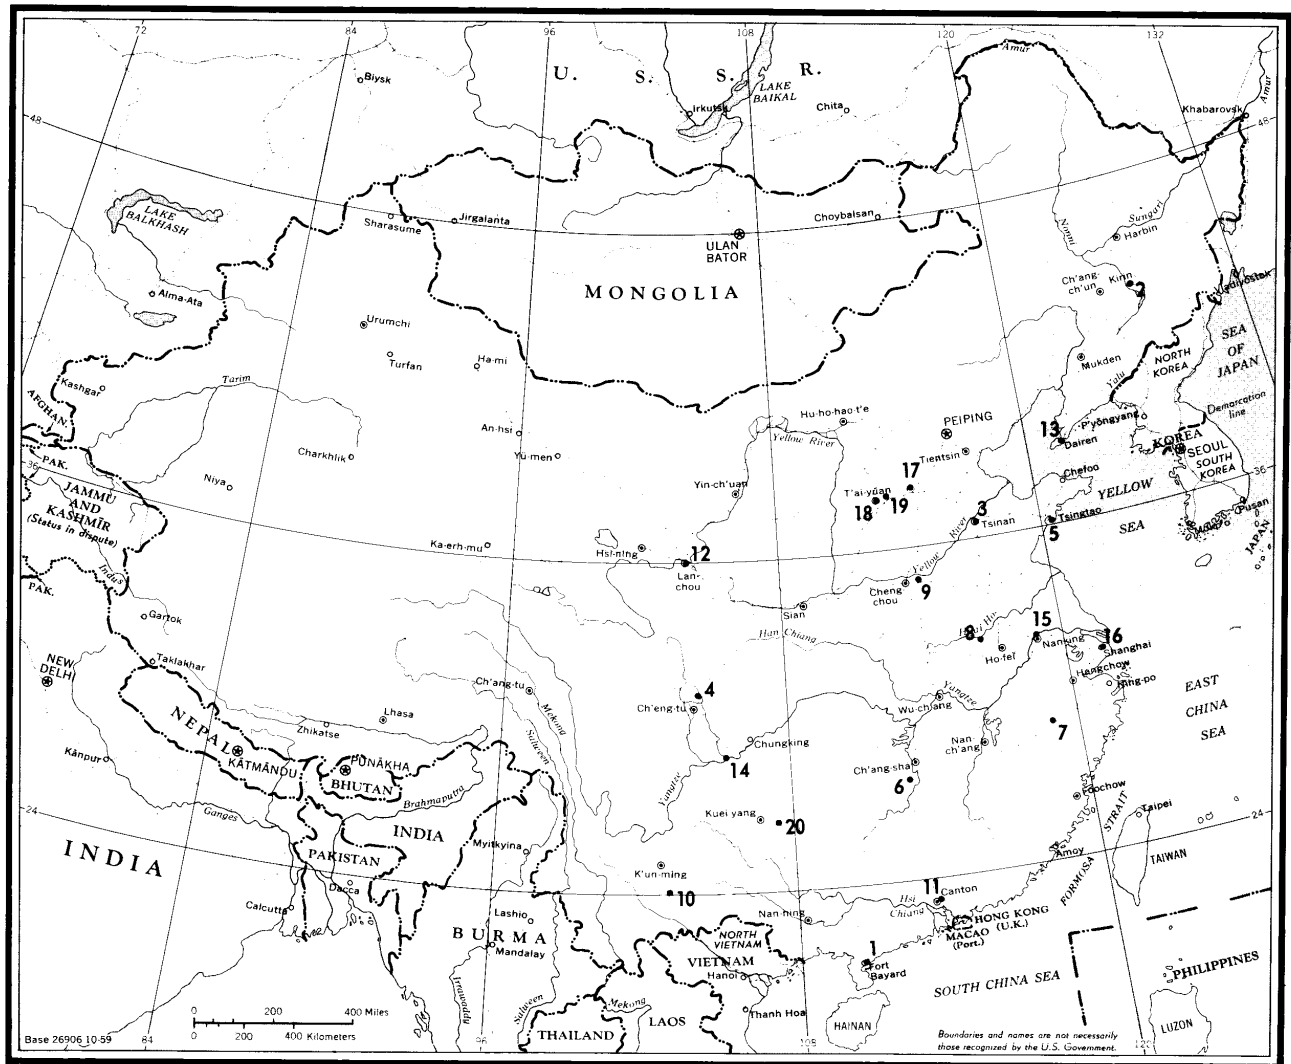 72
84
96
108
120
132
U. S. S. R.
Biysk
Irkutsk
LAKE
BAIKAL
Chita
Amur
Amur
Khabarovsk
48
48
LAKE
BALKHASH
Sharasume
Jirgalanta
Choybalsan
ULAN
BATOR
MONGOLIA
Nonni
Sungari
Harbin
Ch'ang-
ch'un
Kirin
2
Vladivostok
Alma-Ata
Urumchi
Turfan
Ha-mi
Mukden
SEA
OF
JAPAN
NORTH
KOREA
Yalu
Kashgar
Tarim
AFGHAN.
An-hsi
Yü-men
Charkhlik
Niya
Hu-ho-hao-t'e
Yellow River
PEIPING
Tientsin
13
Dairen
P'yŏngyang
Demarcation
line
KOREA
SEOUL
SOUTH
KOREA
Chefoo
YELLOW
SEA
36
36
PAK.
JAMMU
AND
KASHMIR
(Status in dispute)
Yin-ch'uan
T'ai-yüan
17
18
19
3
Tsinan
5
Tsingtao
Pusan
JAPAN
Ka-erh-mu
Hsi-ning
12
Lan-
chou
Yellow River
Cheng
chou
9
Sian
Indus
PAK.
Gartok
Taklakhar
NEW
DELHI
Han Chiang
8
Huai Ho
Ho-fei
15
Nanking
16
Shanghai
Hangchow
Ning-po
EAST
CHINA
SEA
Ch'ang-tu
Mekong
Salween
4
Ch'eng-tu
Wu-ch'ang
Yangtze
7
Lhasa
Zhikatse
NEPAL
KĀTMĀNDU
PUNĀKHA
BHUTAN
Brahmaputra
Kānpur
Ganges
Chungking
14
Yangtze
Nan-
ch'ang
Ch'ang-sha
6
Foochow
Taipei
24
24
INDIA
INDIA
PAKISTAN
Myitkyina
Kuei yang
20
K'un-ming
10
Amoy
FORMOSA STRAIT
TAIWAN
Dacca
Calcutta
Lashio
BURMA
Mandalay
Nan-ning
11
Canton
Hsi
Chiang
HONG KONG
(U.K.)
MACAO
(Port.)
NORTH
VIETNAM
VIETNAM
Hanoi
1
Fort
Bayard
SOUTH CHINA SEA
PHILIPPINES
Irrawaddy
Salween
Mekong
LAOS
Thanh Hoa
THAILAND
HAINAN
LUZON
0 200 400 Miles
0 200 400 Kilometers
Base 26906 10-59
84
96
108
120
Boundaries and names are not necessarily
those recognized by the U.S. Government.